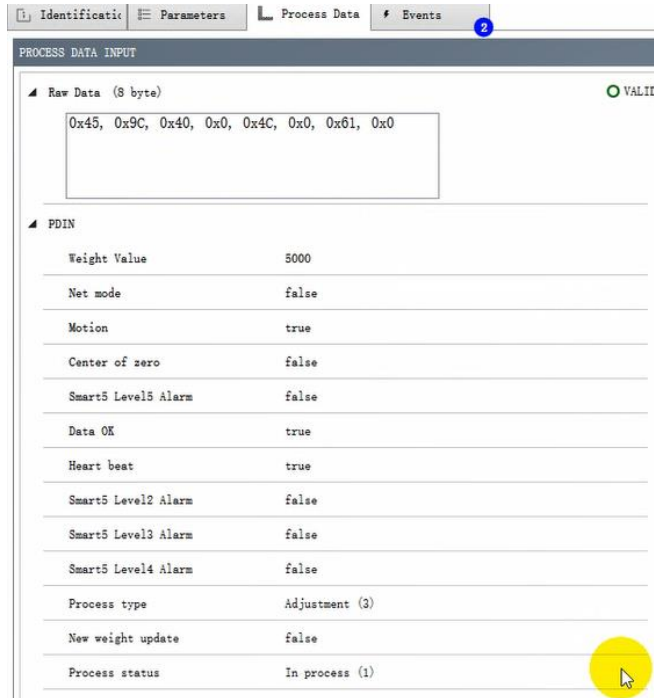 Identificatic Parameters Process Data Events
2
PROCESS DATA INPUT
Raw Data (8 byte) VALID
0x45, 0x9C, 0x40, 0x0, 0x4C, 0x0, 0x61, 0x0
PDIN
Weight Value 5000
Net mode false
Motion true
Center of zero false
Smart5 Level5 Alarm false
Data OK true
Heart beat true
Smart5 Level2 Alarm false
Smart5 Level3 Alarm false
Smart5 Level4 Alarm false
Process type Adjustment (3)
New weight update false
Process status In process (1)